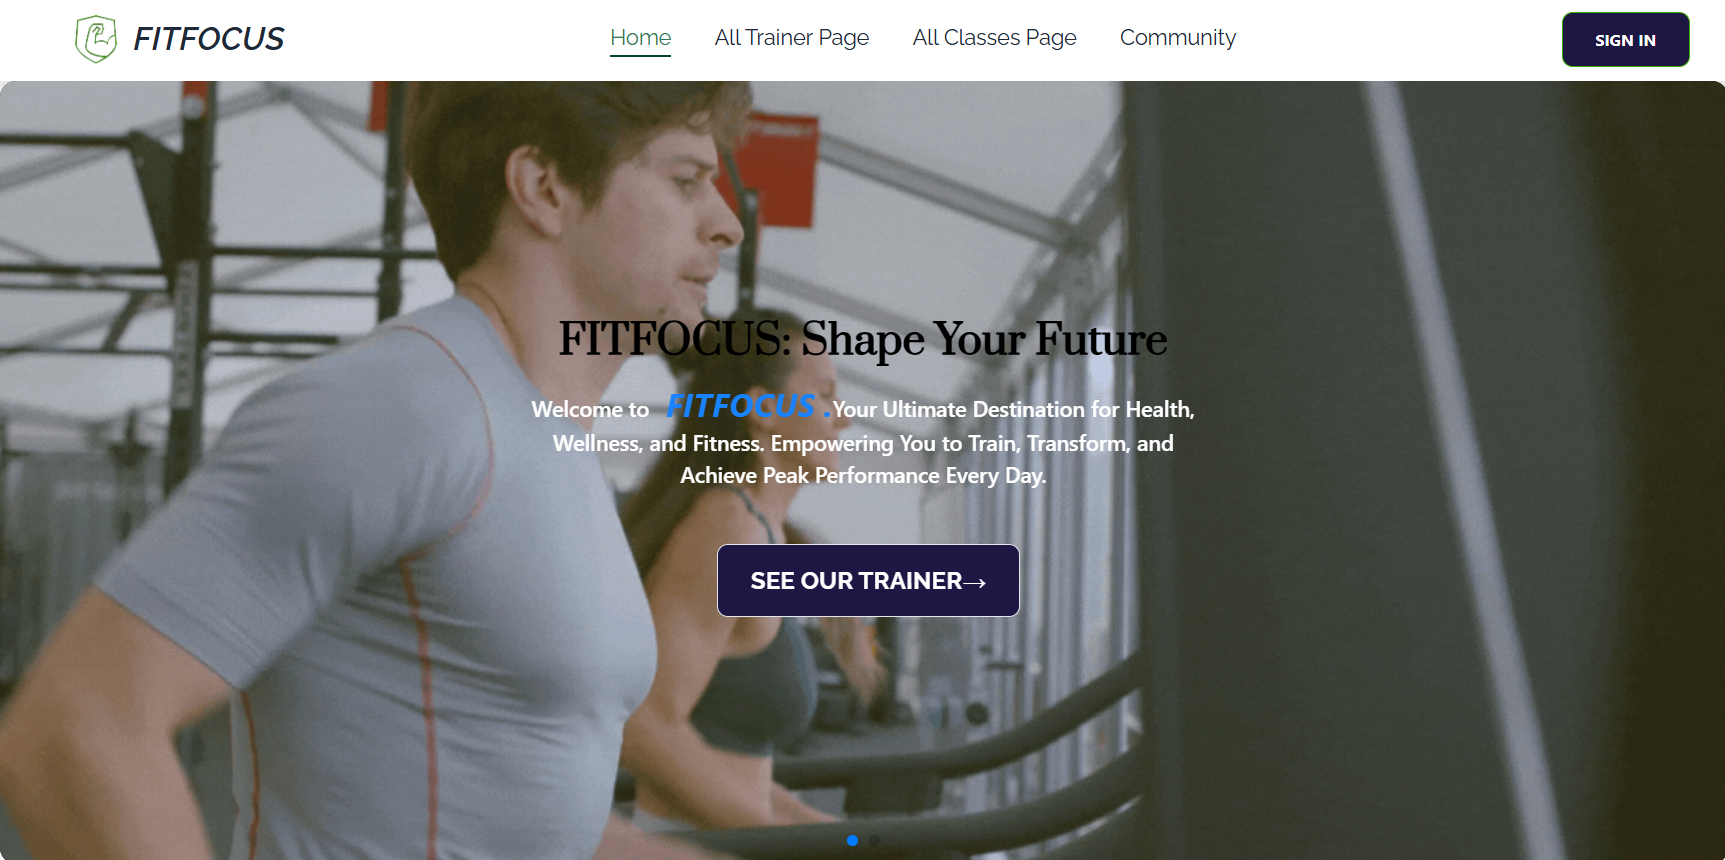 FITFOCUS
Home
All Trainer Page
All Classes Page
Community
SIGN IN
FITFOCUS: Shape Your Future
Welcome to FITFOCUS .Your Ultimate Destination for Health,
Wellness, and Fitness. Empowering You to Train, Transform, and
Achieve Peak Performance Every Day.
SEE OUR TRAINER→